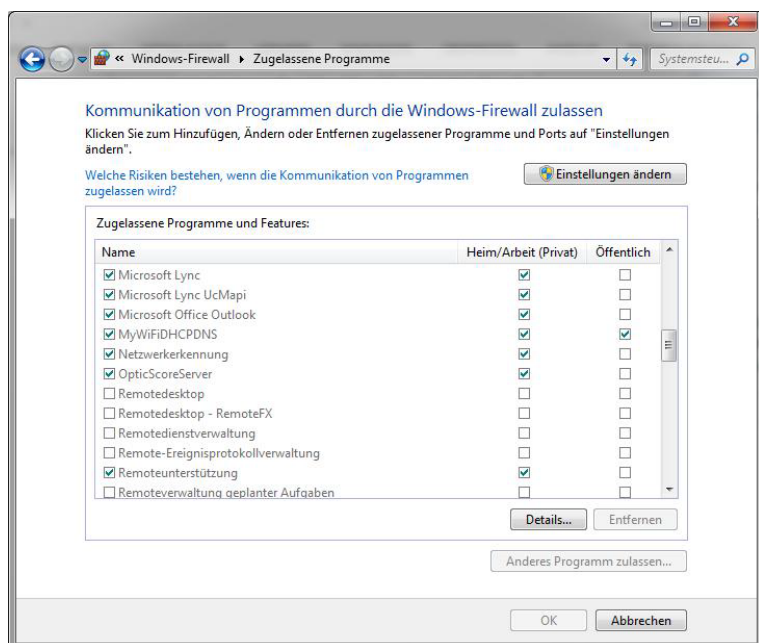 « Windows-Firewall ▸ Zugelassene Programme
Systemsteu...
Kommunikation von Programmen durch die Windows-Firewall zulassen
Klicken Sie zum Hinzufügen, Ändern oder Entfernen zugelassener Programme und Ports auf "Einstellungen
ändern".
Welche Risiken bestehen, wenn die Kommunikation von Programmen
zugelassen wird?
Einstellungen ändern
Zugelassene Programme und Features:
Name Heim/Arbeit (Privat) Öffentlich
Microsoft Lync
Microsoft Lync UcMapi
Microsoft Office Outlook
MyWiFiDHCPDNS
Netzwerkerkennung
OpticScoreServer
Remotedesktop
Remotedesktop - RemoteFX
Remotedienstverwaltung
Remote-Ereignisprotokollverwaltung
Remoteunterstützung
Remoteverwaltung geplanter Aufgaben
Details... Entfernen
Anderes Programm zulassen...
OK Abbrechen